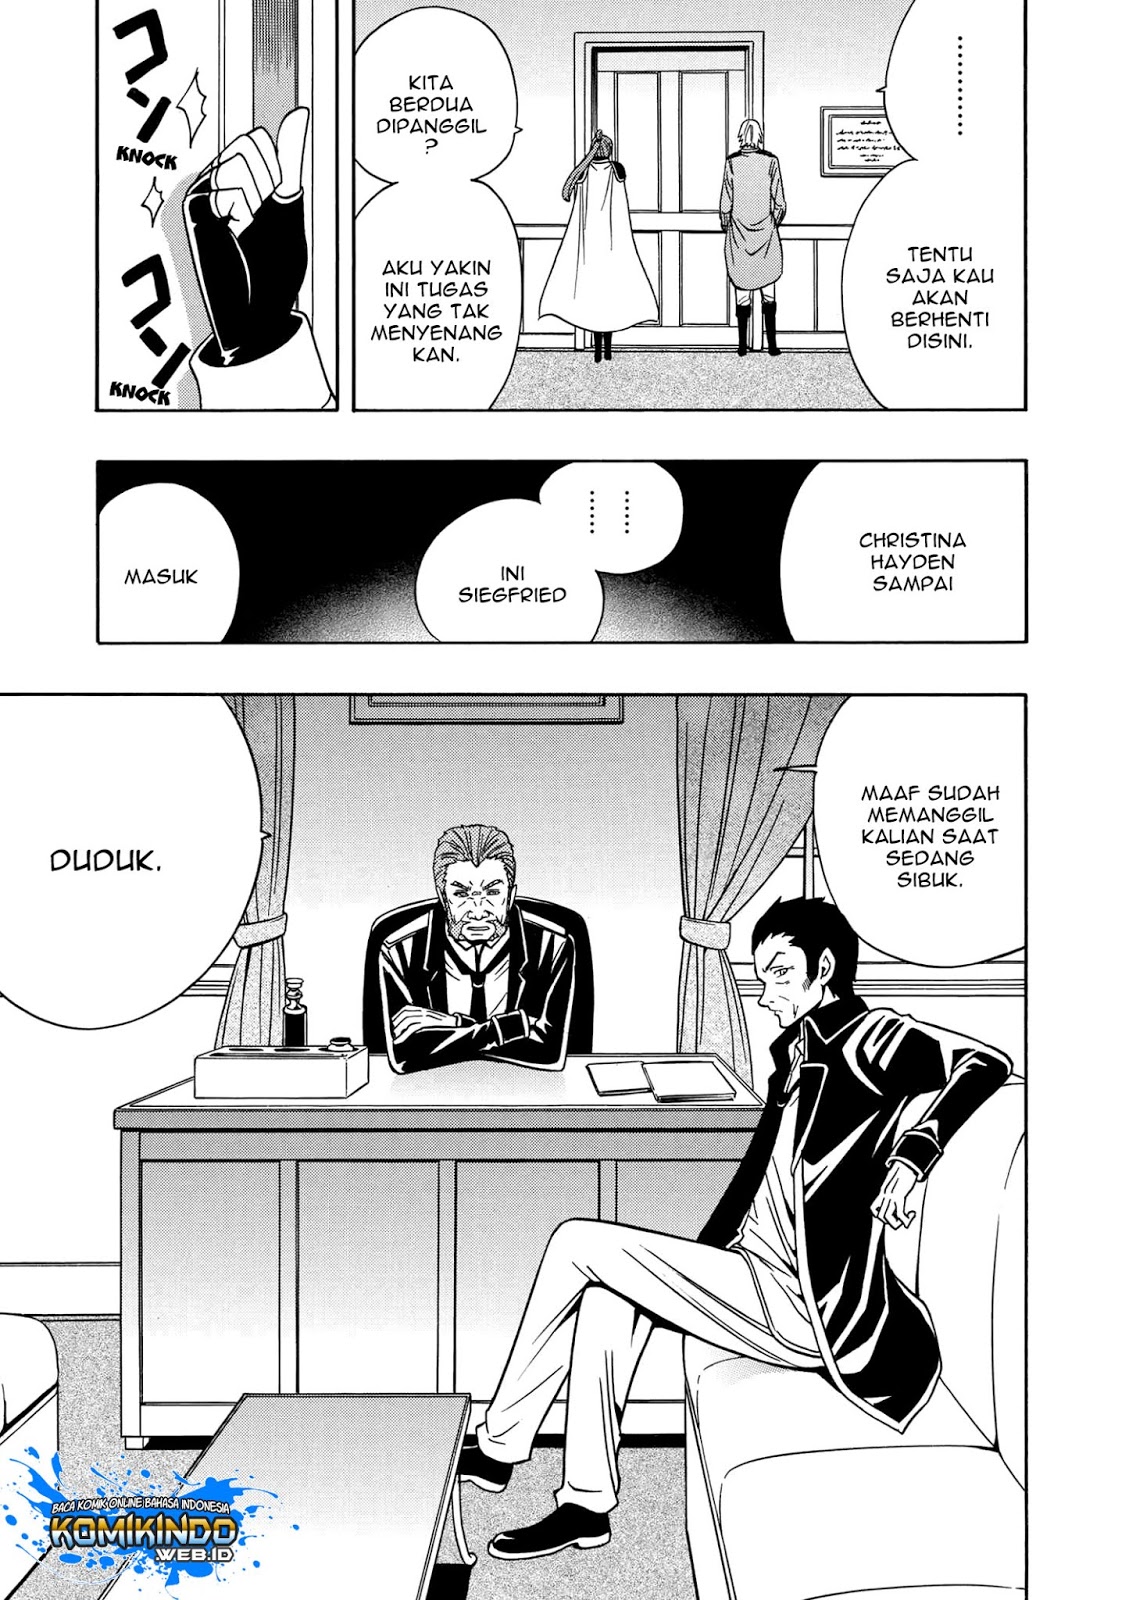 ………
TENTU
SAJA KAU
AKAN
BERHENTI
DISINI.
KITA
BERDUA
DIPANGGIL
?
AKU YAKIN
INI TUGAS
YANG TAK
MENYENANG
KAN.
コン
KNOCK
コン
KNOCK
CHRISTINA
HAYDEN
SAMPAI
……
……
INI
SIEGFRIED
MASUK
MAAF SUDAH
MEMANGGIL
KALIAN SAAT
SEDANG
SIBUK.
DUDUK.
BACA KOMIK ONLINE BAHASA INDONESIA
KOMIKINDO
.WEB.ID